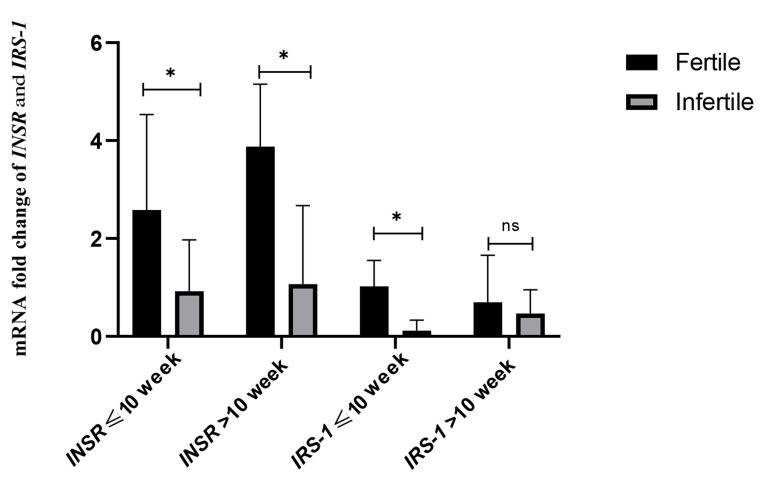 mRNA fold change of INSR and IRS-1
6
4
2
0
*
*
*
ns
INSR ≦ 10 week
INSR >10 week
IRS-1 ≦ 10 week
IRS-1 >10 week
Fertile
Infertile